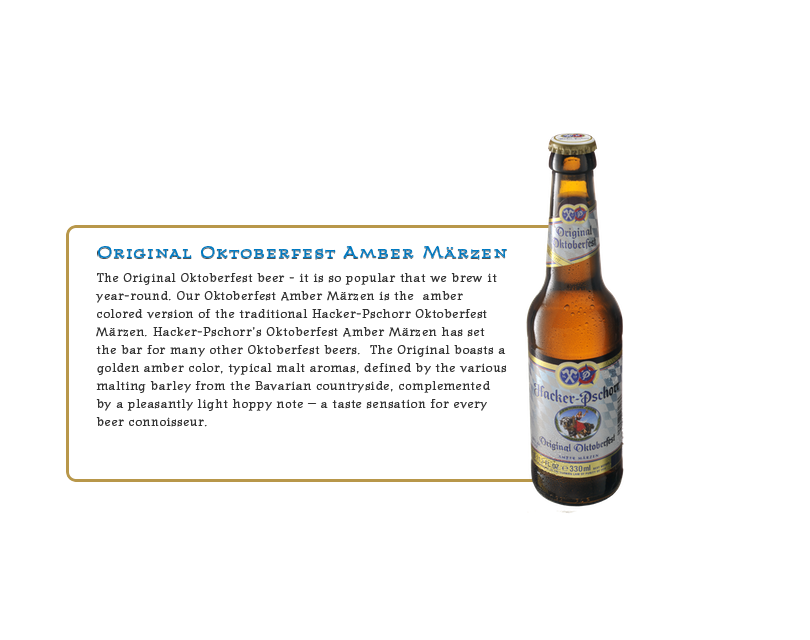 Original Oktoberfest Amber Märzen
The Original Oktoberfest beer - it is so popular that we brew it
year-round. Our Oktoberfest Amber Märzen is the amber
colored version of the traditional Hacker-Pschorr Oktoberfest
Märzen. Hacker-Pschorr's Oktoberfest Amber Märzen has set
the bar for many other Oktoberfest beers. The Original boasts a
golden amber color, typical malt aromas, defined by the various
malting barley from the Bavarian countryside, complemented
by a pleasantly light hoppy note – a taste sensation for every
beer connoisseur.
Original
Oktoberfest
Hacker-Pschorr
Original Oktoberfest
AMBER MÄRZEN
330ml